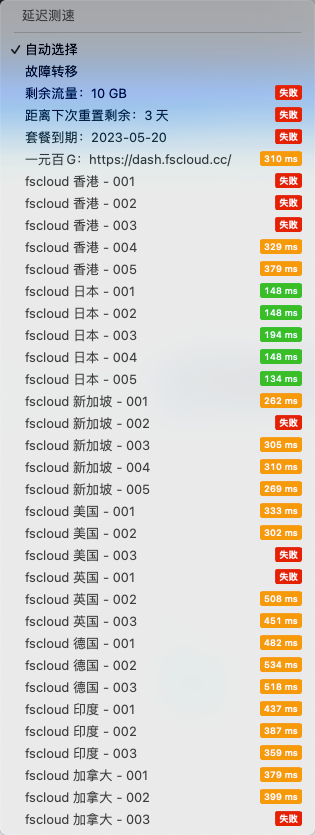 延迟测速
✓ 自动选择
故障转移
剩余流量：10 GB 失败
距离下次重置剩余：3 天 失败
套餐到期：2023-05-20 失败
一元百G：https://dash.fscloud.cc/ 310 ms
fscloud 香港 - 001 失败
fscloud 香港 - 002 失败
fscloud 香港 - 003 失败
fscloud 香港 - 004 329 ms
fscloud 香港 - 005 379 ms
fscloud 日本 - 001 148 ms
fscloud 日本 - 002 148 ms
fscloud 日本 - 003 194 ms
fscloud 日本 - 004 148 ms
fscloud 日本 - 005 134 ms
fscloud 新加坡 - 001 262 ms
fscloud 新加坡 - 002 失败
fscloud 新加坡 - 003 305 ms
fscloud 新加坡 - 004 310 ms
fscloud 新加坡 - 005 269 ms
fscloud 美国 - 001 333 ms
fscloud 美国 - 002 302 ms
fscloud 美国 - 003 失败
fscloud 英国 - 001 失败
fscloud 英国 - 002 508 ms
fscloud 英国 - 003 451 ms
fscloud 德国 - 001 482 ms
fscloud 德国 - 002 534 ms
fscloud 德国 - 003 518 ms
fscloud 印度 - 001 437 ms
fscloud 印度 - 002 387 ms
fscloud 印度 - 003 359 ms
fscloud 加拿大 - 001 379 ms
fscloud 加拿大 - 002 399 ms
fscloud 加拿大 - 003 失败